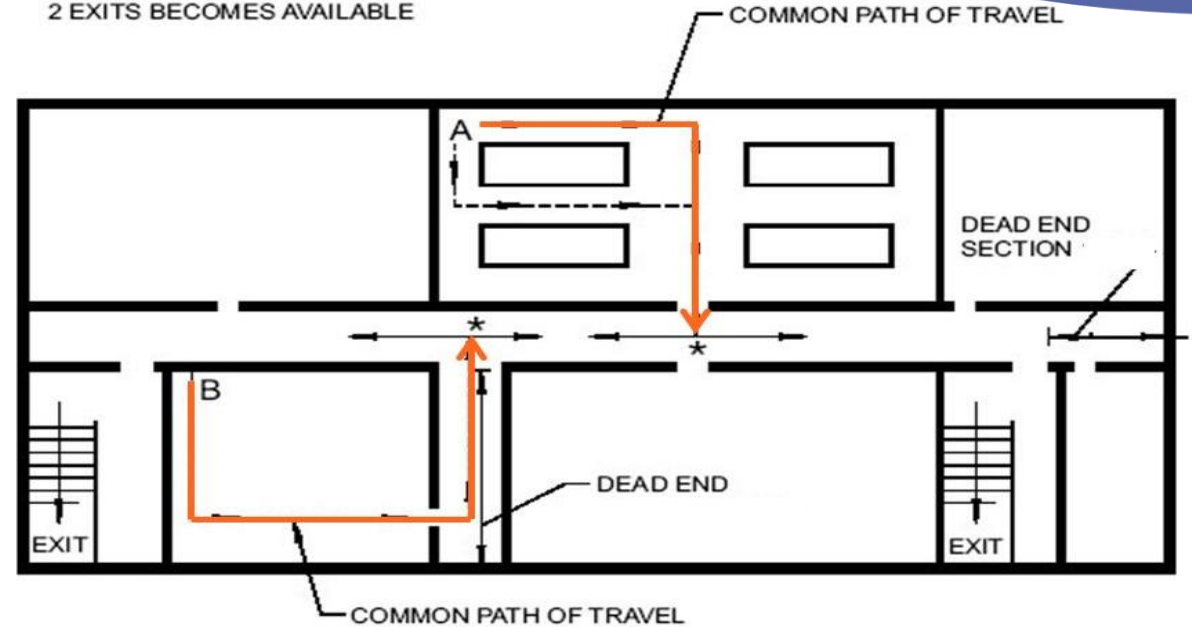 2 EXITS BECOMES AVAILABLE
COMMON PATH OF TRAVEL
A
DEAD END
SECTION
*
*
B
DEAD END
EXIT
EXIT
COMMON PATH OF TRAVEL